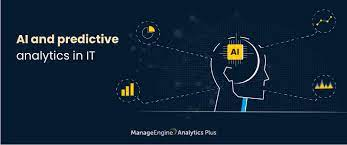 AI and predictive
analytics in IT
AI
ManageEngine Analytics Plus